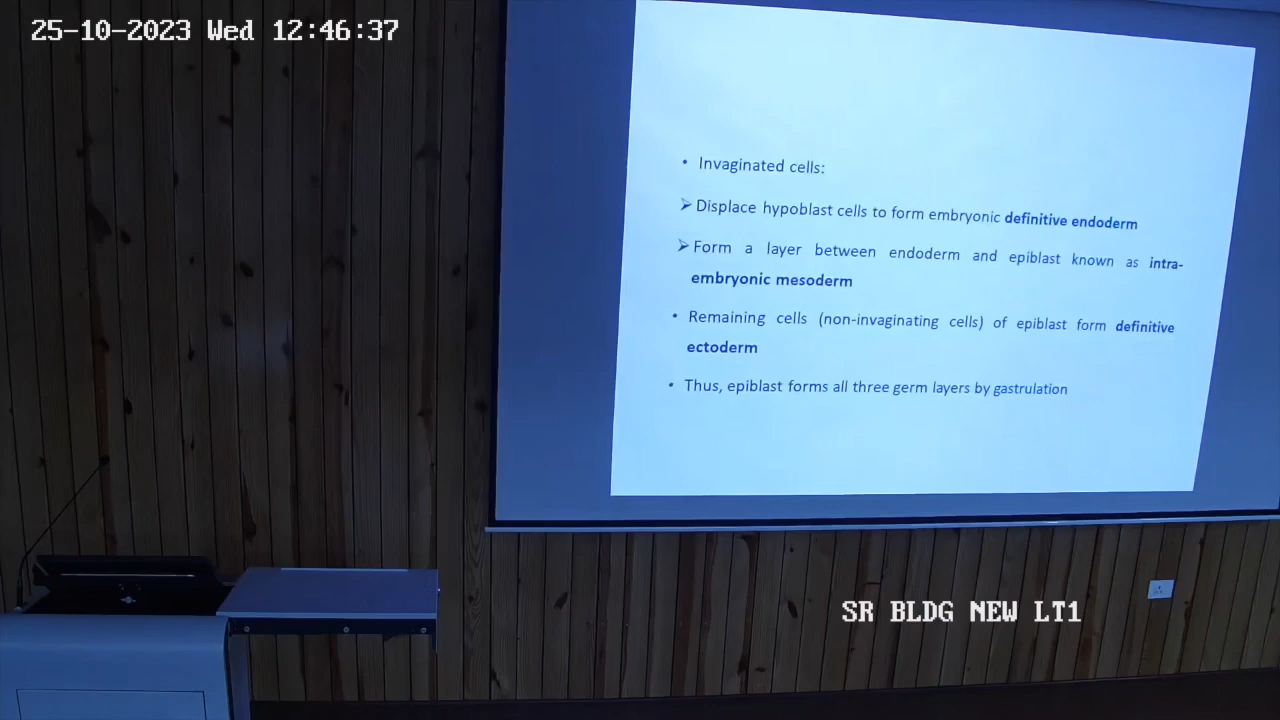 25-10-2023 Wed 12:46:37
• Invaginated cells:
➢ Displace hypoblast cells to form embryonic definitive endoderm
➢ Form a layer between endoderm and epiblast known as intra-
embryonic mesoderm
• Remaining cells (non-invaginating cells) of epiblast form definitive
ectoderm
• Thus, epiblast forms all three germ layers by gastrulation
SR BLDG NEW LT1